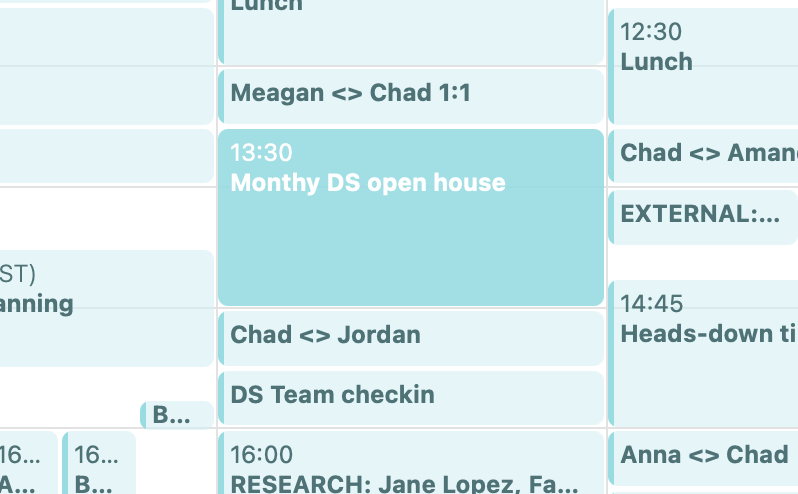 ST)
anning
B...
16...
A...
16...
B...
Lunch
Meagan <> Chad 1:1
13:30
Monthy DS open house
Chad <> Jordan
DS Team checkin
16:00
RESEARCH: Jane Lopez, Fa...
12:30
Lunch
Chad <> Aman
EXTERNAL:...
14:45
Heads-down ti
Anna <> Chad